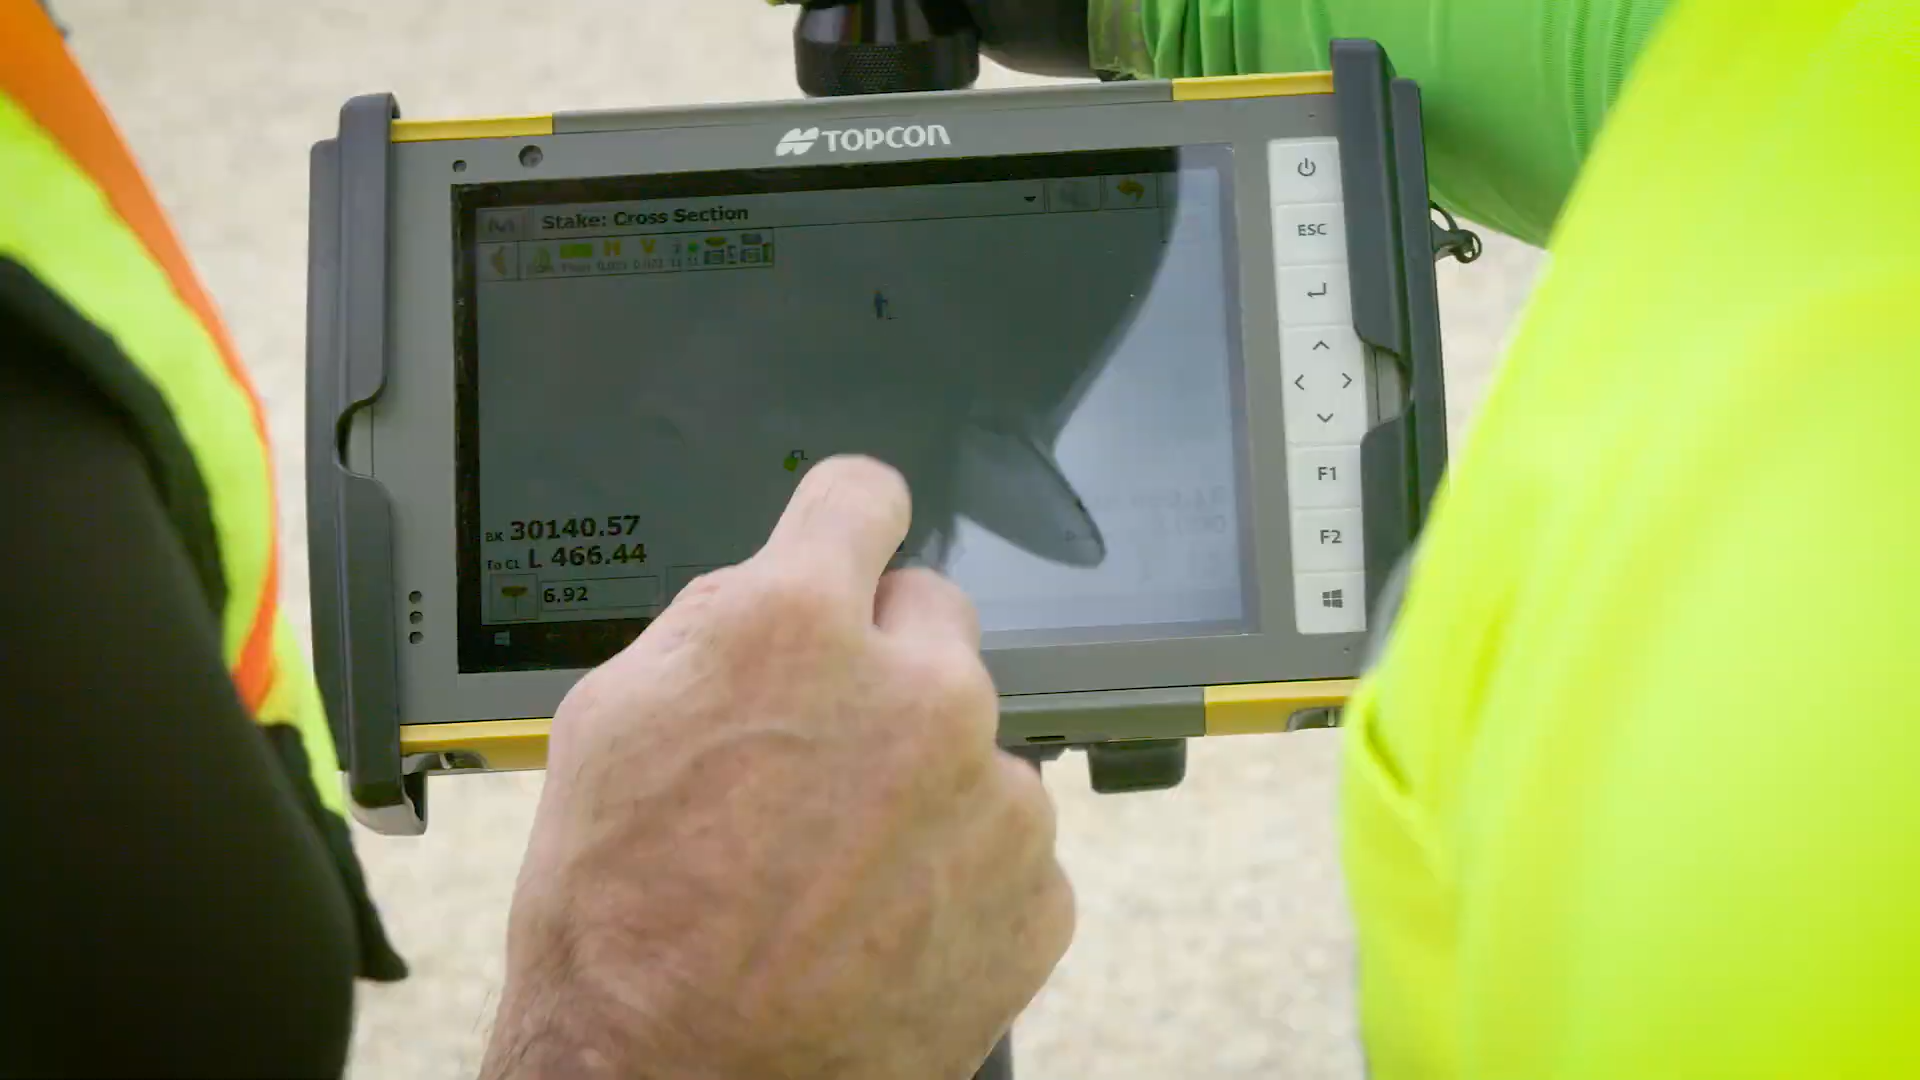 TOPCON
Stake: Cross Section
H V
CL
BK 30140.57
To CL L 466.44
6.92
ESC
F1
F2